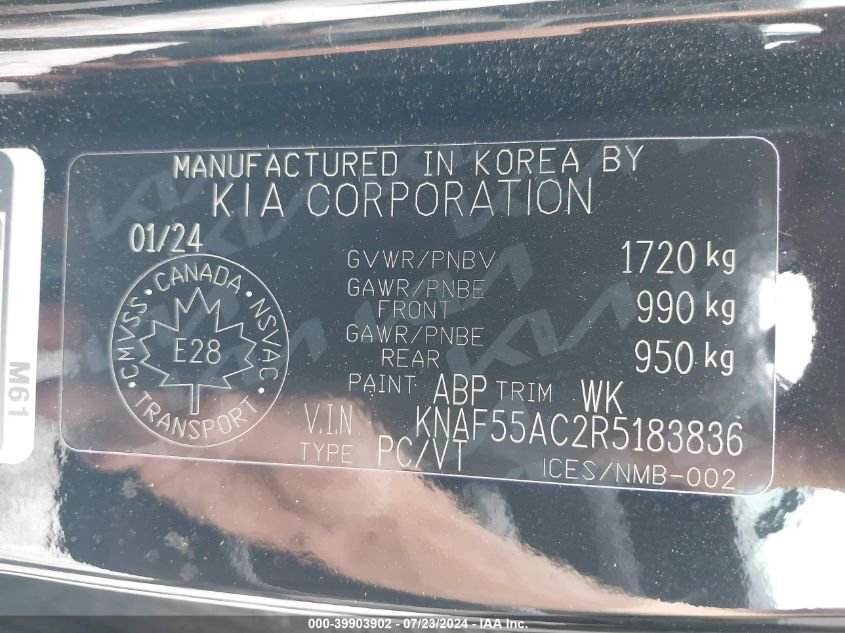 MANUFACTURED IN KOREA BY
KIA CORPORATION
01/24
GVWR/PNBV 1720 kg
GAWR/PNBE FRONT 990 kg
GAWR/PNBE REAR 950 kg
CMVSS · CANADA · NSVAC · TRANSPORT
E28
PAINT ABP TRIM WK
V.I.N. KNAF55AC2R5183836
TYPE PC/VT ICES/NMB-002
M61
000-39903902 - 07/23/2024 - IAA Inc.